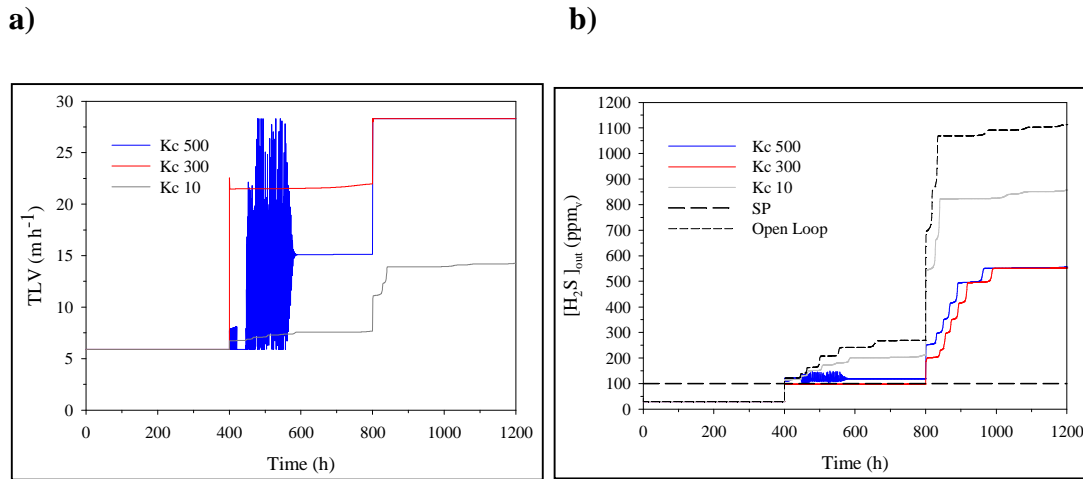 a)
b)
30
25
20
15
10
5
0
TLV (m h⁻¹)
Kc 500
Kc 300
Kc 10
0 200 400 600 800 1000 1200
Time (h)
1200
1100
1000
900
800
700
600
500
400
300
200
100
0
[H₂S ]out (ppmv)
Kc 500
Kc 300
Kc 10
SP
Open Loop
0 200 400 600 800 1000 1200
Time (h)